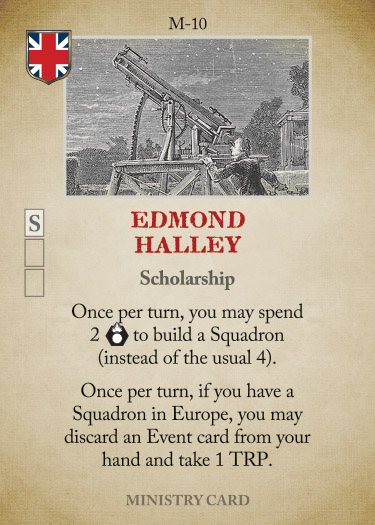 M-10
S
EDMOND
HALLEY
Scholarship
Once per turn, you may spend
2 to build a Squadron
(instead of the usual 4).
Once per turn, if you have a
Squadron in Europe, you may
discard an Event card from your
hand and take 1 TRP.
MINISTRY CARD